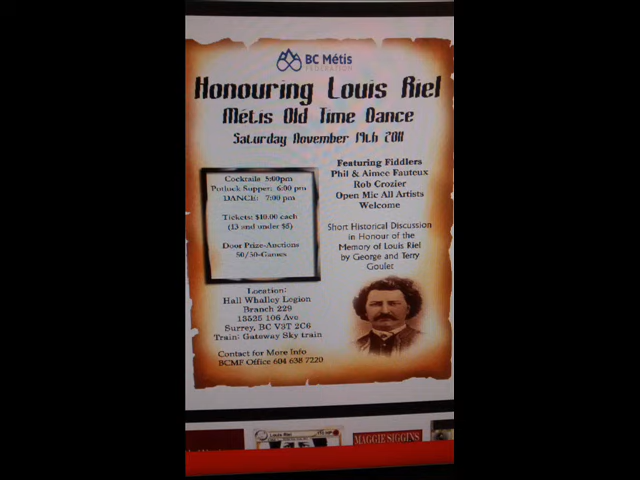 BC Métis
FEDERATION
Honouring Louis Riel
Métis Old Time Dance
Saturday November 19th 2011
Cocktails 5:00pm
Potluck Supper: 6:00 pm
DANCE: 7:00 pm
Tickets: $10.00 each
(13 and under $5)
Door Prize-Auctions
50/50-Games
Featuring Fiddlers
Phil & Aimee Fauteux
Rob Crozier
Open Mic All Artists
Welcome
Short Historical Discussion
in Honour of the
Memory of Louis Riel
by George and Terry
Goulet
Location:
Hall Whalley Legion
Branch 229
13525 106 Ave
Surrey, BC V3T 2C6
Train: Gateway Sky train
Contact for More Info
BCMF Office 604 638 7220
Louis Riel
MAGGIE SIGGINS